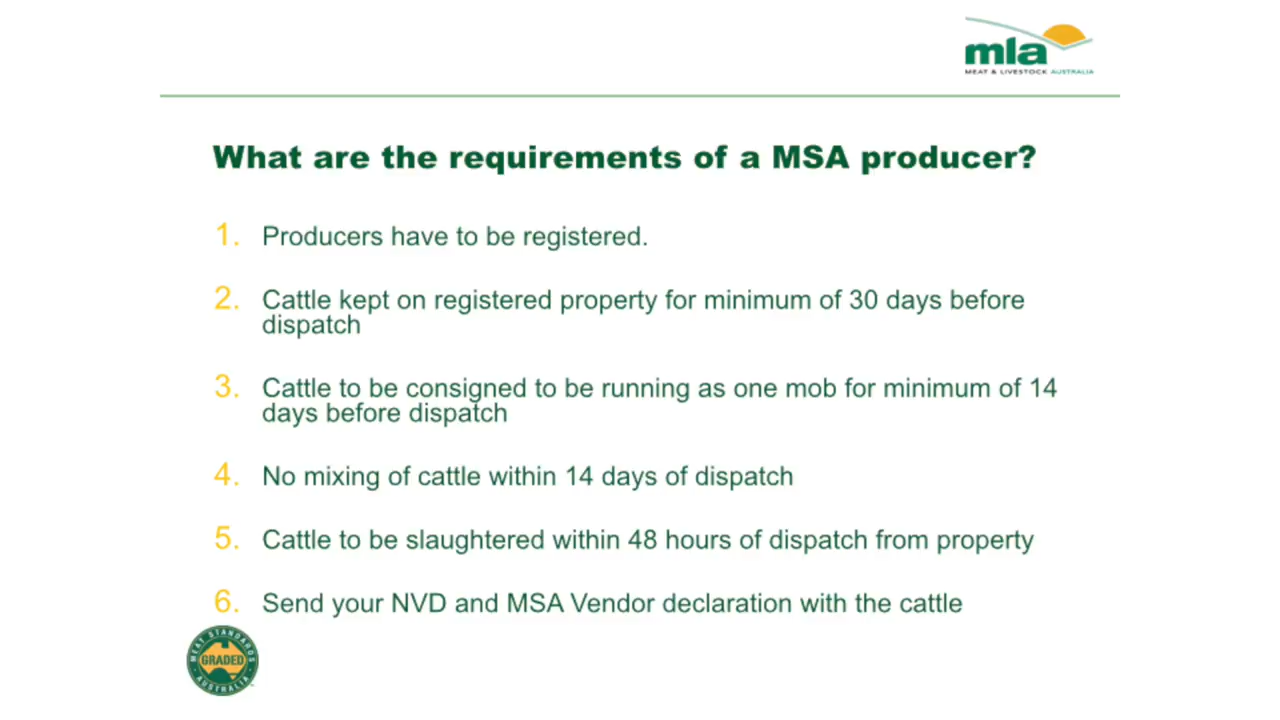 mla
MEAT & LIVESTOCK AUSTRALIA
What are the requirements of a MSA producer?
1. Producers have to be registered.
2. Cattle kept on registered property for minimum of 30 days before
dispatch
3. Cattle to be consigned to be running as one mob for minimum of 14
days before dispatch
4. No mixing of cattle within 14 days of dispatch
5. Cattle to be slaughtered within 48 hours of dispatch from property
6. Send your NVD and MSA Vendor declaration with the cattle
MEAT STANDARDS
GRADED
AUSTRALIA